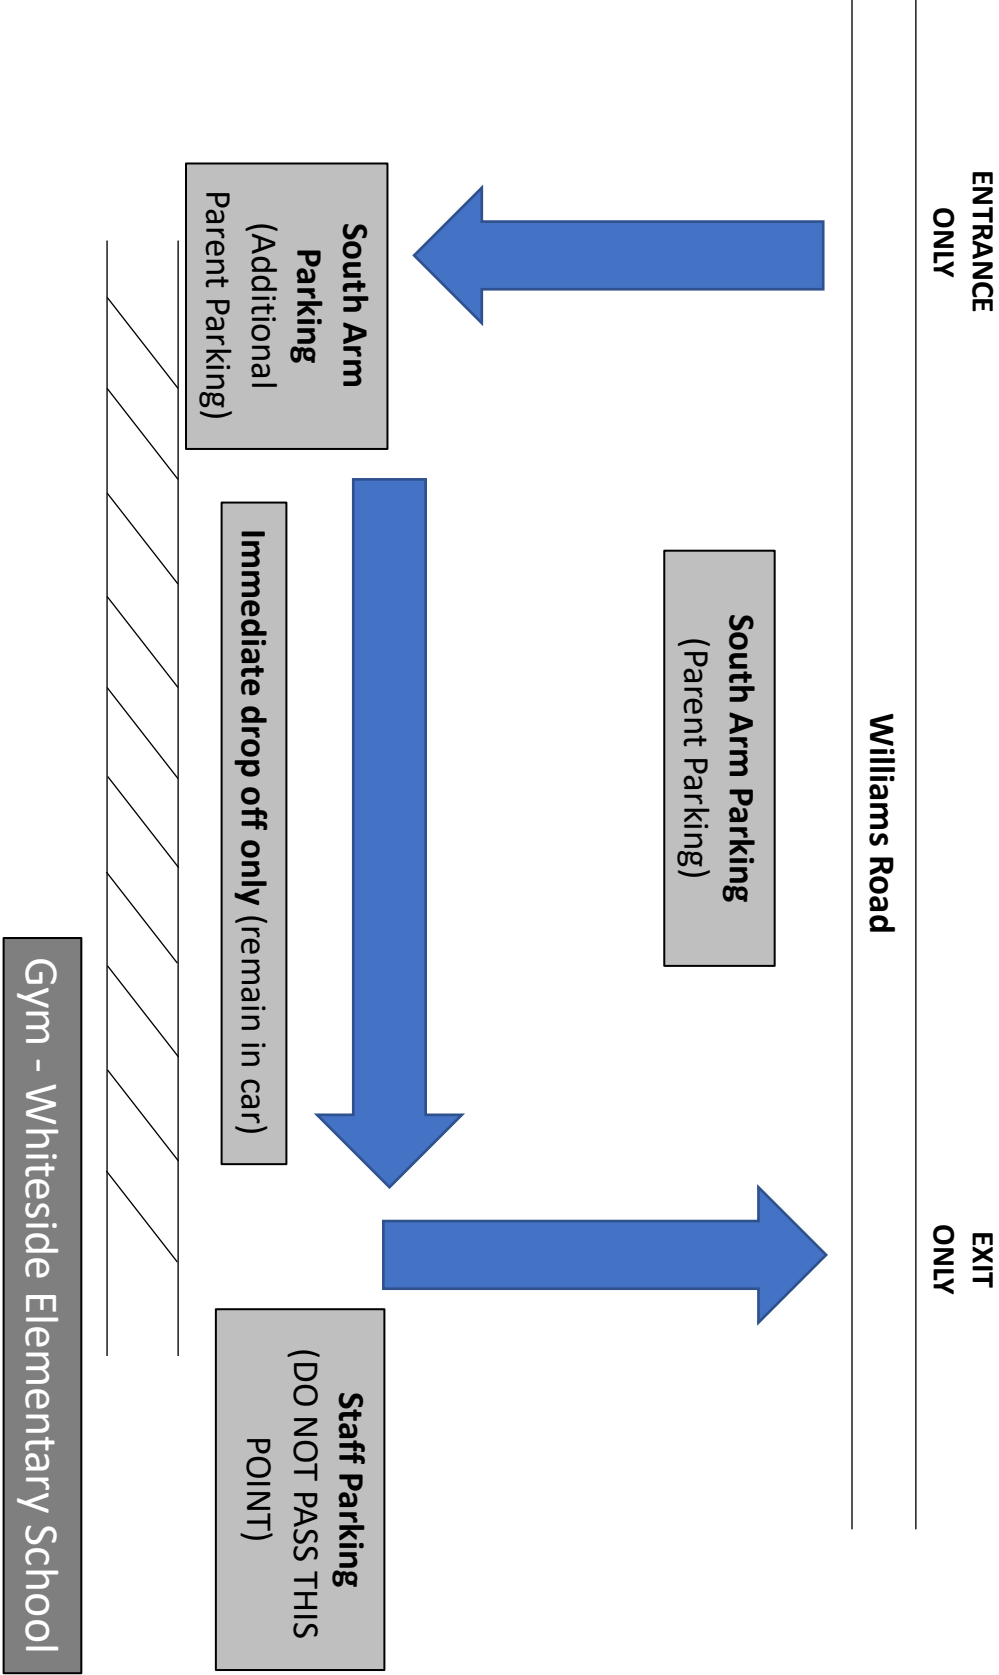 ENTRANCE
ONLY
EXIT
ONLY
Williams Road
South Arm Parking
(Parent Parking)
South Arm
Parking
(Additional
Parent Parking)
Immediate drop off only (remain in car)
Staff Parking
(DO NOT PASS THIS
POINT)
Gym - Whiteside Elementary School